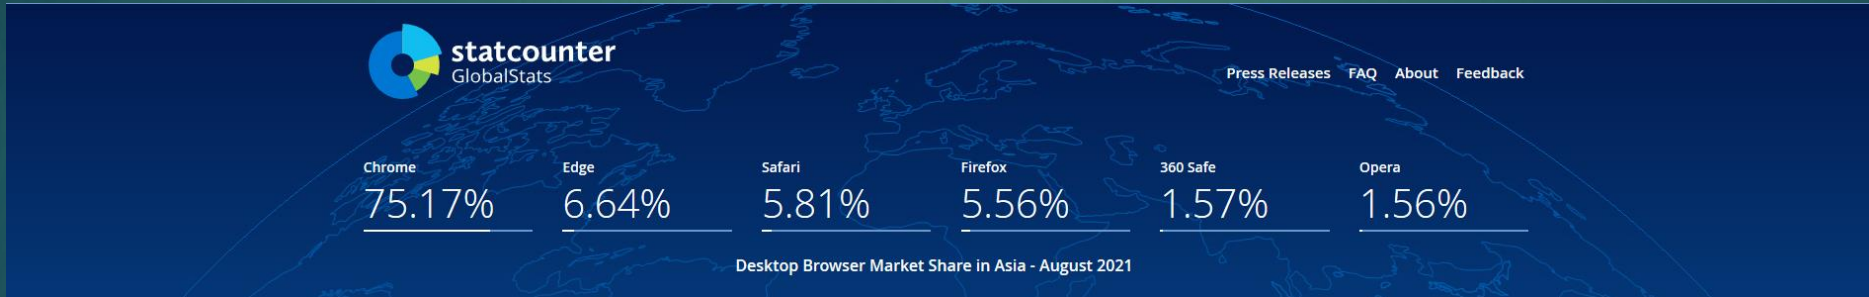 statcounter
GlobalStats
Press Releases FAQ About Feedback
Chrome Edge Safari Firefox 360 Safe Opera
75.17% 6.64% 5.81% 5.56% 1.57% 1.56%
Desktop Browser Market Share in Asia - August 2021